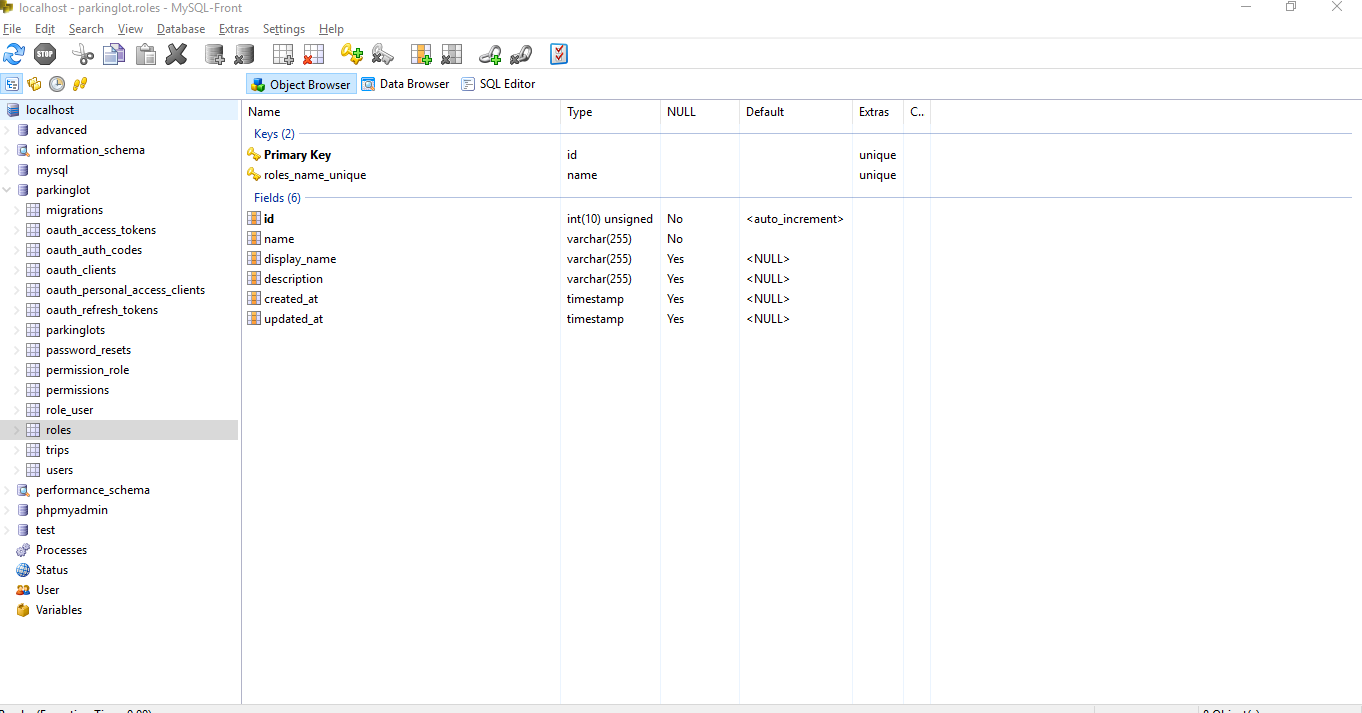 localhost - parkinglot.roles - MySQL-Front
File Edit Search View Database Extras Settings Help
STOP
Object Browser Data Browser SQL Editor
localhost
advanced
information_schema
mysql
parkinglot
migrations
oauth_access_tokens
oauth_auth_codes
oauth_clients
oauth_personal_access_clients
oauth_refresh_tokens
parkinglots
password_resets
permission_role
permissions
role_user
roles
trips
users
performance_schema
phpmyadmin
test
Processes
Status
User
Variables
Name Type NULL Default Extras C..
Keys (2)
Primary Key id unique
roles_name_unique name unique
Fields (6)
id int(10) unsigned No <auto_increment>
name varchar(255) No
display_name varchar(255) Yes <NULL>
description varchar(255) Yes <NULL>
created_at timestamp Yes <NULL>
updated_at timestamp Yes <NULL>